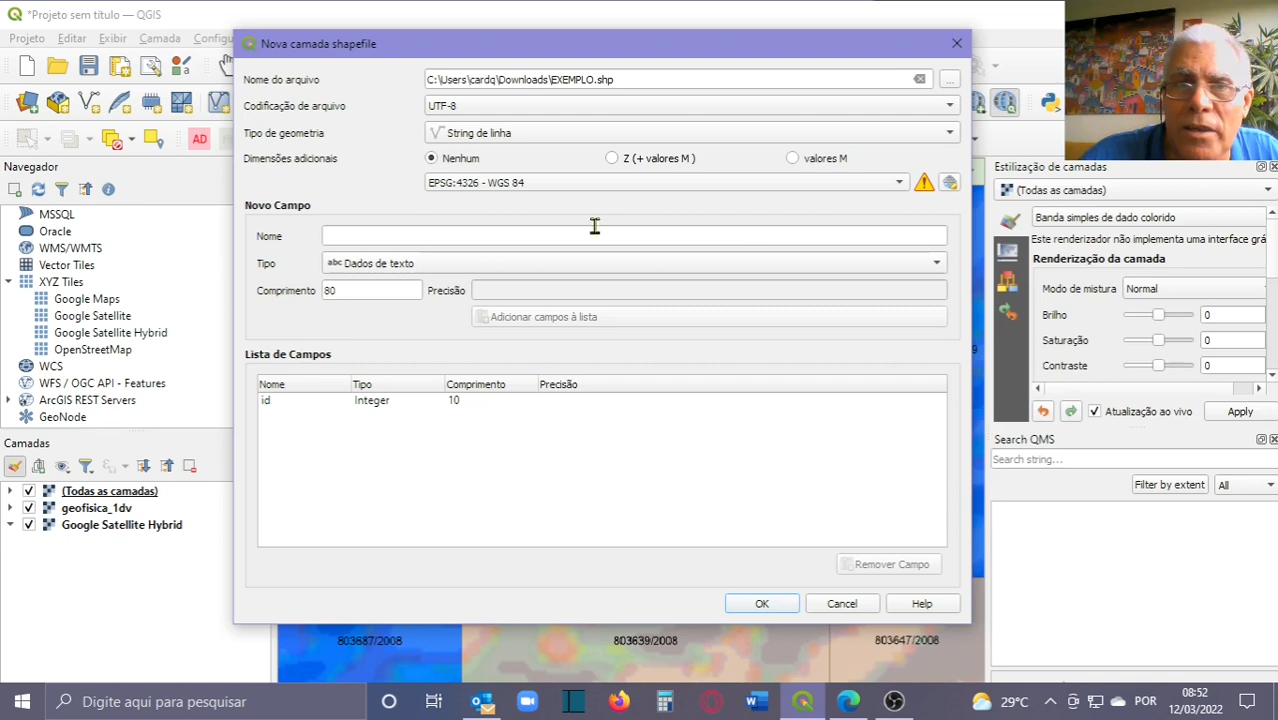 *Projeto sem título — QGIS
Projeto Editar Exibir Camada Configu
AD
Navegador
MSSQL
Oracle
WMS/WMTS
Vector Tiles
XYZ Tiles
Google Maps
Google Satellite
Google Satellite Hybrid
OpenStreetMap
WCS
WFS / OGC API - Features
ArcGIS REST Servers
GeoNode
Camadas
(Todas as camadas)
geofisica_1dv
Google Satellite Hybrid
Nova camada shapefile
Nome do arquivo C:\Users\cardq\Downloads\EXEMPLO.shp ...
Codificação de arquivo UTF-8
Tipo de geometria String de linha
Dimensões adicionais Nenhum Z (+ valores M ) valores M
EPSG:4326 - WGS 84
Novo Campo
Nome
Tipo abc Dados de texto
Comprimento 80 Precisão
Adicionar campos à lista
Lista de Campos
Nome Tipo Comprimento Precisão
id Integer 10
Remover Campo
OK Cancel Help
803687/2008 803639/2008 803647/2008
Estilização de camadas
(Todas as camadas)
Banda simples de dado colorido
Este renderizador não implementa uma interface grá
Renderização da camada
Modo de mistura Normal
Brilho 0
Saturação 0
Contraste 0
Atualização ao vivo Apply
Search QMS
Search string...
Filter by extent All
Digite aqui para pesquisar
29°C POR 08:52
12/03/2022